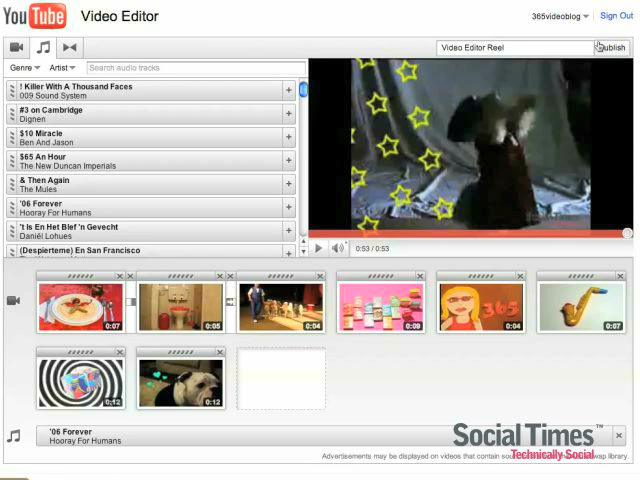 YouTube Video Editor
365videoblog Sign Out
Video Editor Reel
Publish
Genre Artist Search audio tracks
! Killer With A Thousand Faces
009 Sound System
#3 on Cambridge
Dignen
$10 Miracle
Ben And Jason
$65 An Hour
The New Duncan Imperials
& Then Again
The Mules
'06 Forever
Hooray For Humans
't Is En Het Blef 'n Gevecht
Daniël Lohues
(Despierteme) En San Francisco
0:53 / 0:53
0:07
0:05
0:04
0:09
365
0:04
0:07
0:12
0:12
'06 Forever
Hooray For Humans
Social Times™
Technically Social
Advertisements may be displayed on videos that contain library.